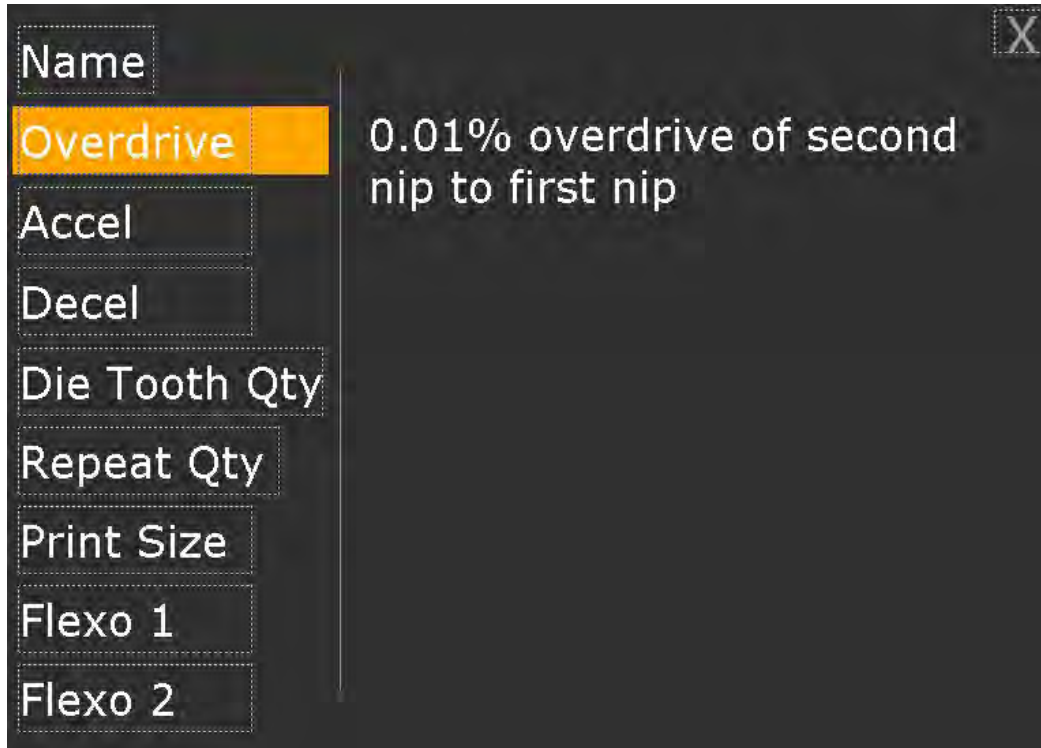 X
Name
Overdrive
Accel
Decel
Die Tooth Qty
Repeat Qty
Print Size
Flexo 1
Flexo 2
0.01% overdrive of second
nip to first nip